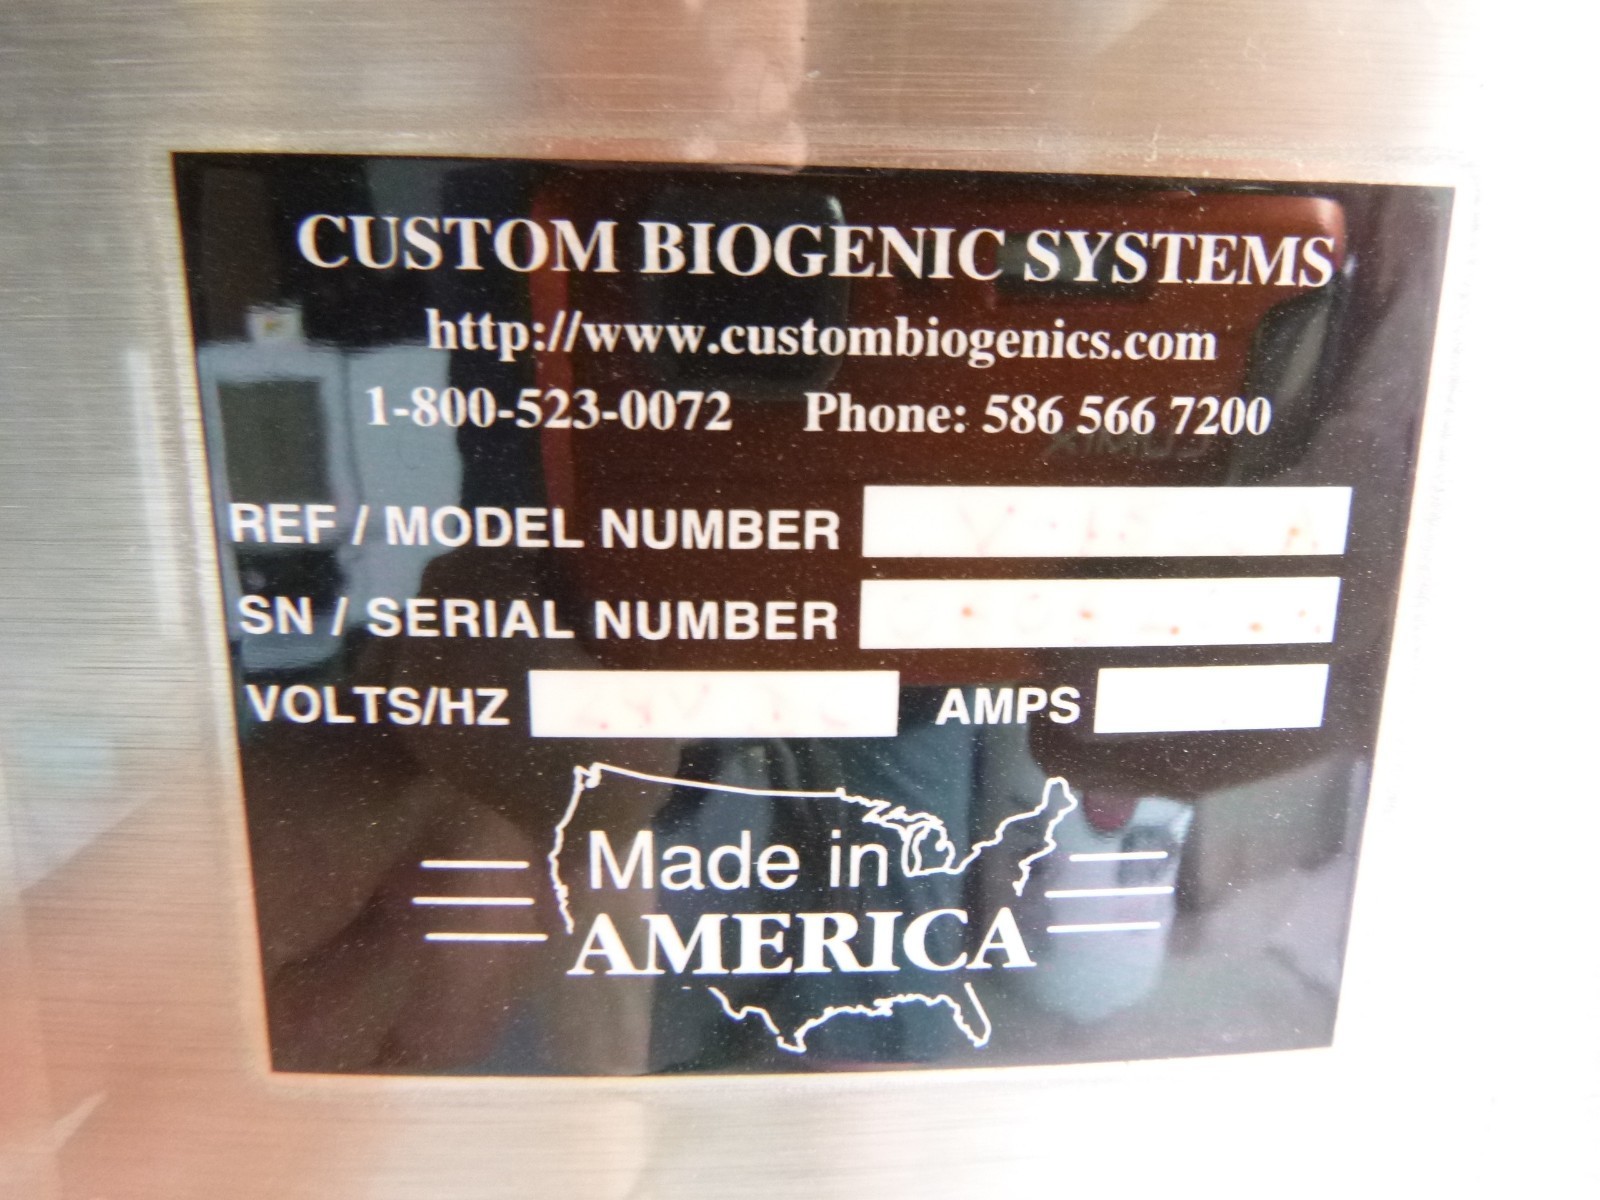 CUSTOM BIOGENIC SYSTEMS
http://www.custombiogenics.com
1-800-523-0072 Phone: 586 566 7200
REF / MODEL NUMBER
SN / SERIAL NUMBER
VOLTS/HZ AMPS
Made in
AMERICA